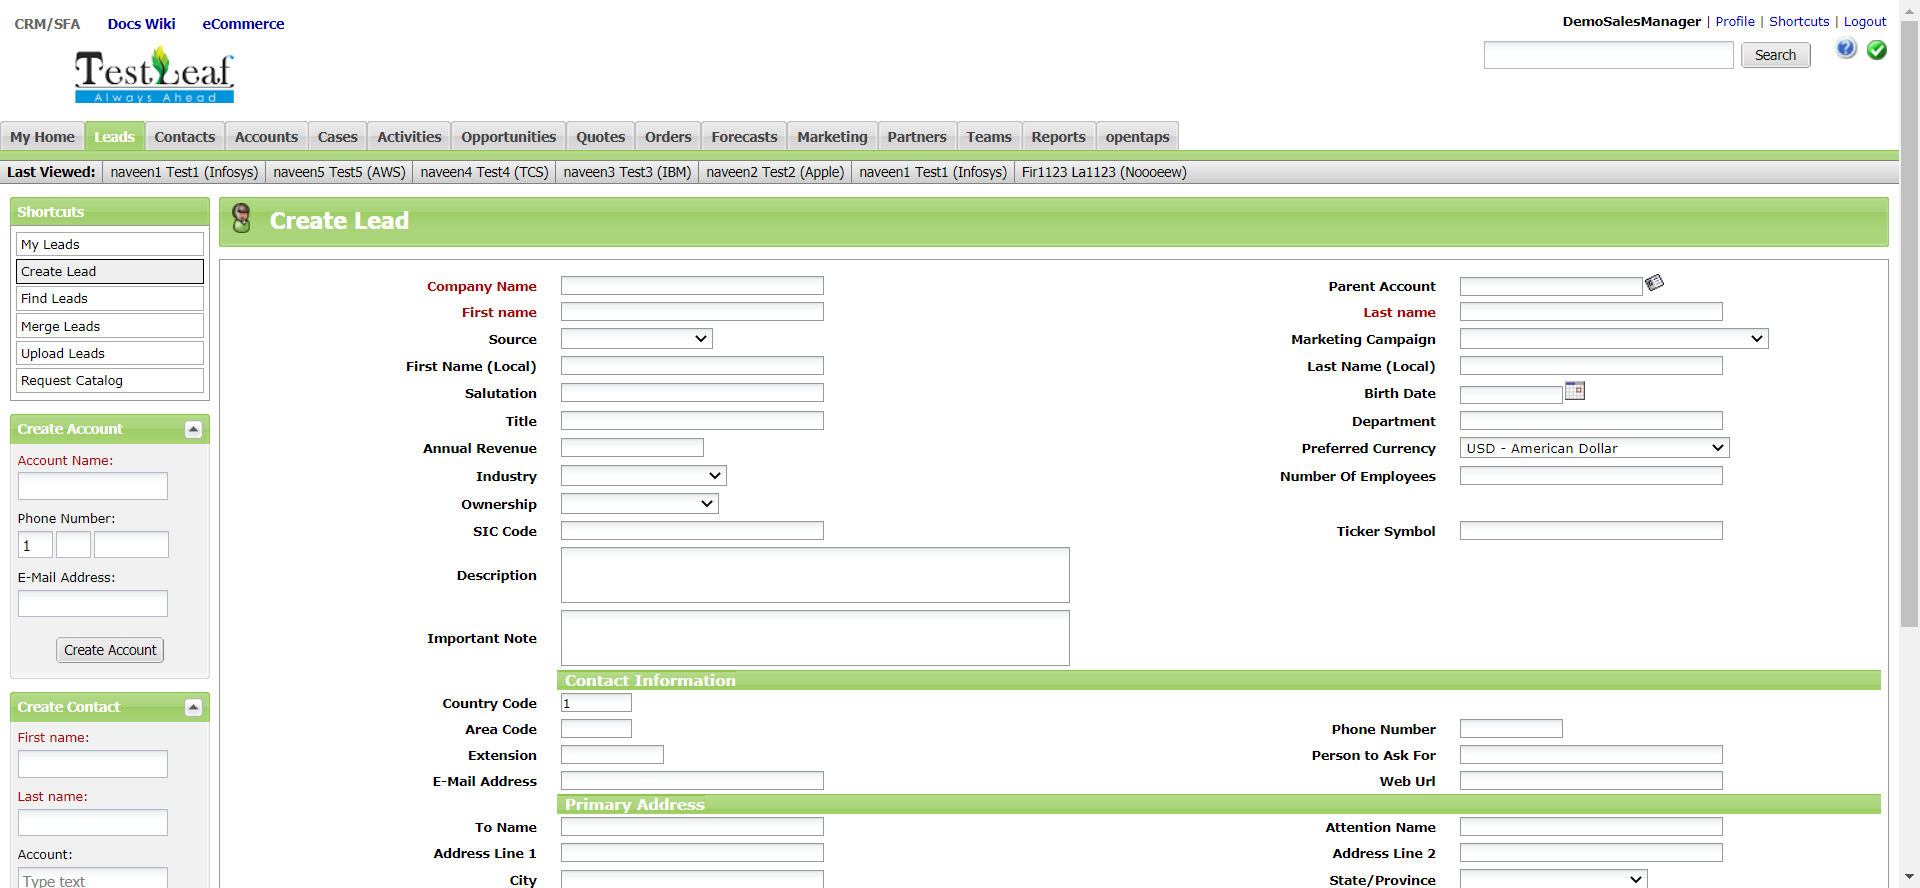 CRM/SFA Docs Wiki eCommerce
DemoSalesManager | Profile | Shortcuts | Logout
TestLeaf
Always Ahead
Search
My Home Leads Contacts Accounts Cases Activities Opportunities Quotes Orders Forecasts Marketing Partners Teams Reports opentaps
Last Viewed: naveen1 Test1 (Infosys) naveen5 Test5 (AWS) naveen4 Test4 (TCS) naveen3 Test3 (IBM) naveen2 Test2 (Apple) naveen1 Test1 (Infosys) Fir1123 La1123 (Noooeew)
Shortcuts
My Leads
Create Lead
Find Leads
Merge Leads
Upload Leads
Request Catalog
Create Account
Account Name:
Phone Number:
1
E-Mail Address:
Create Account
Create Contact
First name:
Last name:
Account:
Type text
Create Lead
Company Name Parent Account
First name Last name
Source Marketing Campaign
First Name (Local) Last Name (Local)
Salutation Birth Date
Title Department
Annual Revenue Preferred Currency USD - American Dollar
Industry Number Of Employees
Ownership
SIC Code Ticker Symbol
Description
Important Note
Contact Information
Country Code 1
Area Code Phone Number
Extension Person to Ask For
E-Mail Address Web Url
Primary Address
To Name Attention Name
Address Line 1 Address Line 2
City State/Province